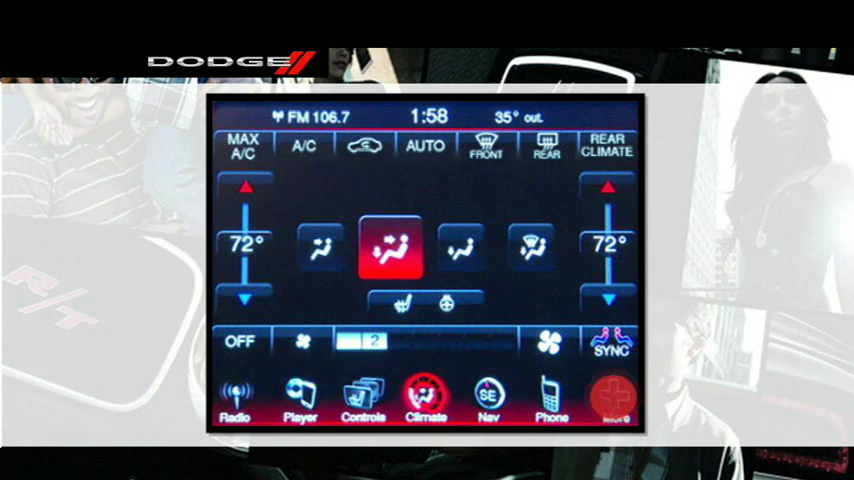 DODGE
FM 106.7 1:58 35° out.
MAX A/C A/C AUTO FRONT REAR REAR CLIMATE
72° 72°
R/T
OFF 2 SYNC
Radio Player Controls Climate SE Nav Phone More